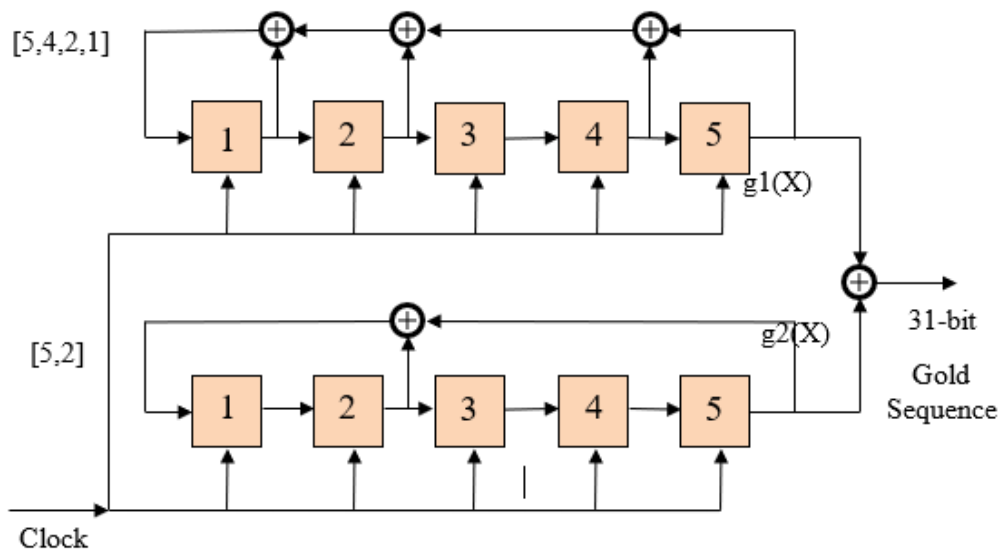 [5,4,2,1]
1 2 3 4 5
g1(X)
31-bit
Gold
Sequence
[5,2]
g2(X)
1 2 3 4 5
Clock